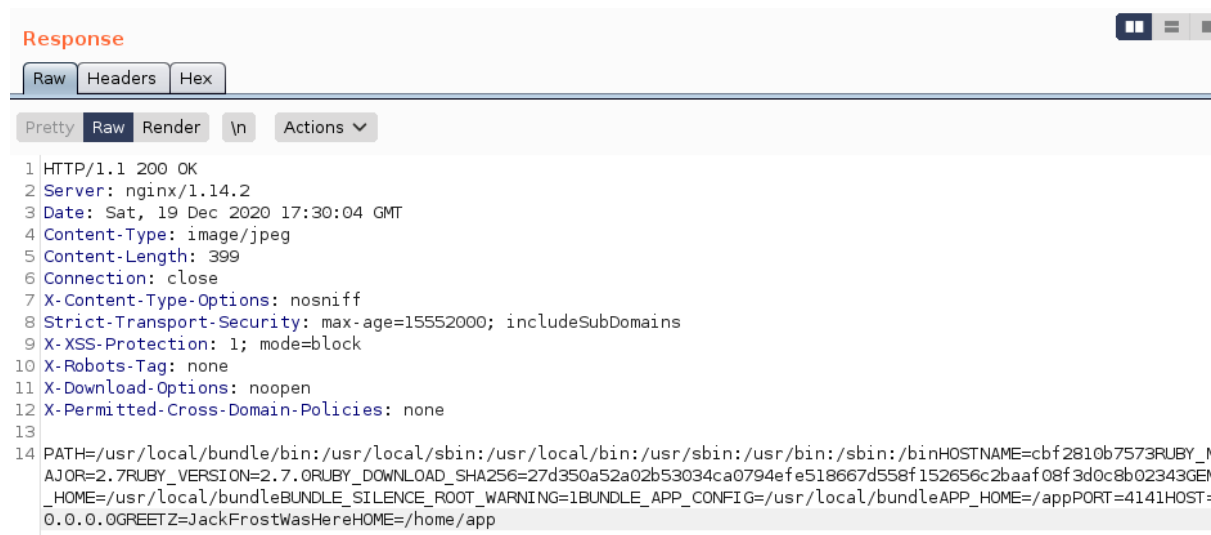 Response
Raw Headers Hex
Pretty Raw Render \n Actions
1 HTTP/1.1 200 OK
2 Server: nginx/1.14.2
3 Date: Sat, 19 Dec 2020 17:30:04 GMT
4 Content-Type: image/jpeg
5 Content-Length: 399
6 Connection: close
7 X-Content-Type-Options: nosniff
8 Strict-Transport-Security: max-age=15552000; includeSubDomains
9 X-XSS-Protection: 1; mode=block
10 X-Robots-Tag: none
11 X-Download-Options: noopen
12 X-Permitted-Cross-Domain-Policies: none
13
14 PATH=/usr/local/bundle/bin:/usr/local/sbin:/usr/local/bin:/usr/sbin:/usr/bin:/sbin:/binHOSTNAME=cbf2810b7573RUBY_M
AJOR=2.7RUBY_VERSION=2.7.0RUBY_DOWNLOAD_SHA256=27d350a52a02b53034ca0794efe518667d558f152656c2baaf08f3d0c8b02343GEM
_HOME=/usr/local/bundleBUNDLE_SILENCE_ROOT_WARNING=1BUNDLE_APP_CONFIG=/usr/local/bundleAPP_HOME=/appPORT=4141HOST=
0.0.0.0GREETZ=JackFrostWasHereHOME=/home/app